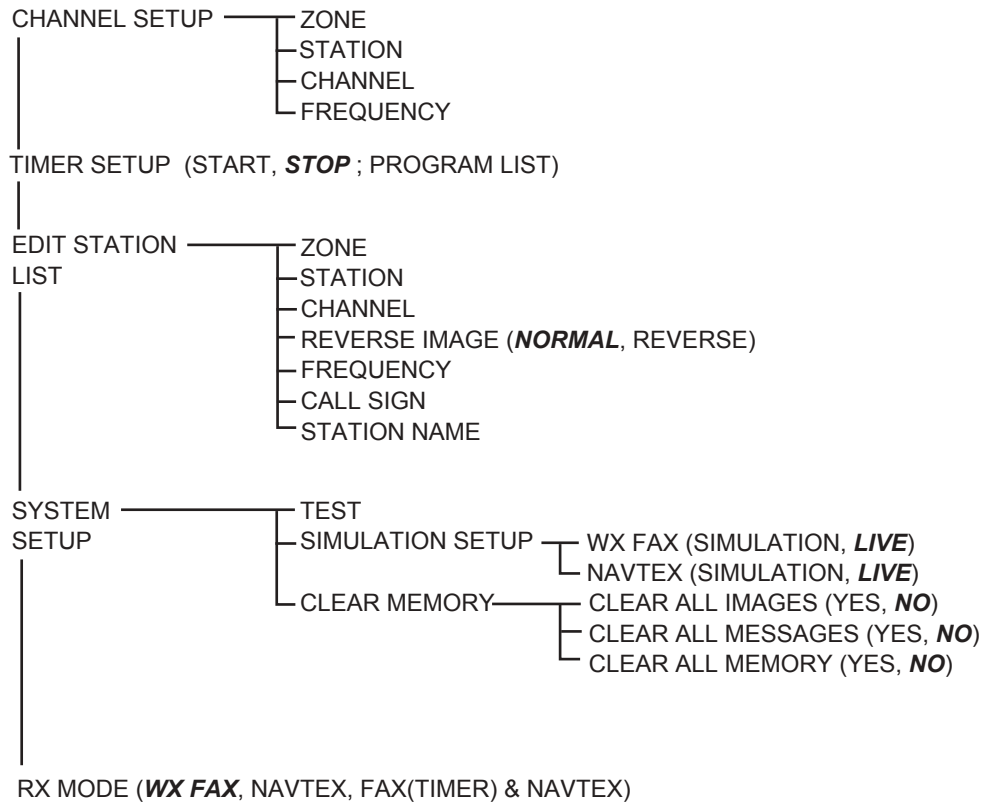 CHANNEL SETUP
ZONE
STATION
CHANNEL
FREQUENCY
TIMER SETUP (START, STOP ; PROGRAM LIST)
EDIT STATION
LIST
ZONE
STATION
CHANNEL
REVERSE IMAGE (NORMAL, REVERSE)
FREQUENCY
CALL SIGN
STATION NAME
SYSTEM
SETUP
TEST
SIMULATION SETUP
WX FAX (SIMULATION, LIVE)
NAVTEX (SIMULATION, LIVE)
CLEAR MEMORY
CLEAR ALL IMAGES (YES, NO)
CLEAR ALL MESSAGES (YES, NO)
CLEAR ALL MEMORY (YES, NO)
RX MODE (WX FAX, NAVTEX, FAX(TIMER) & NAVTEX)